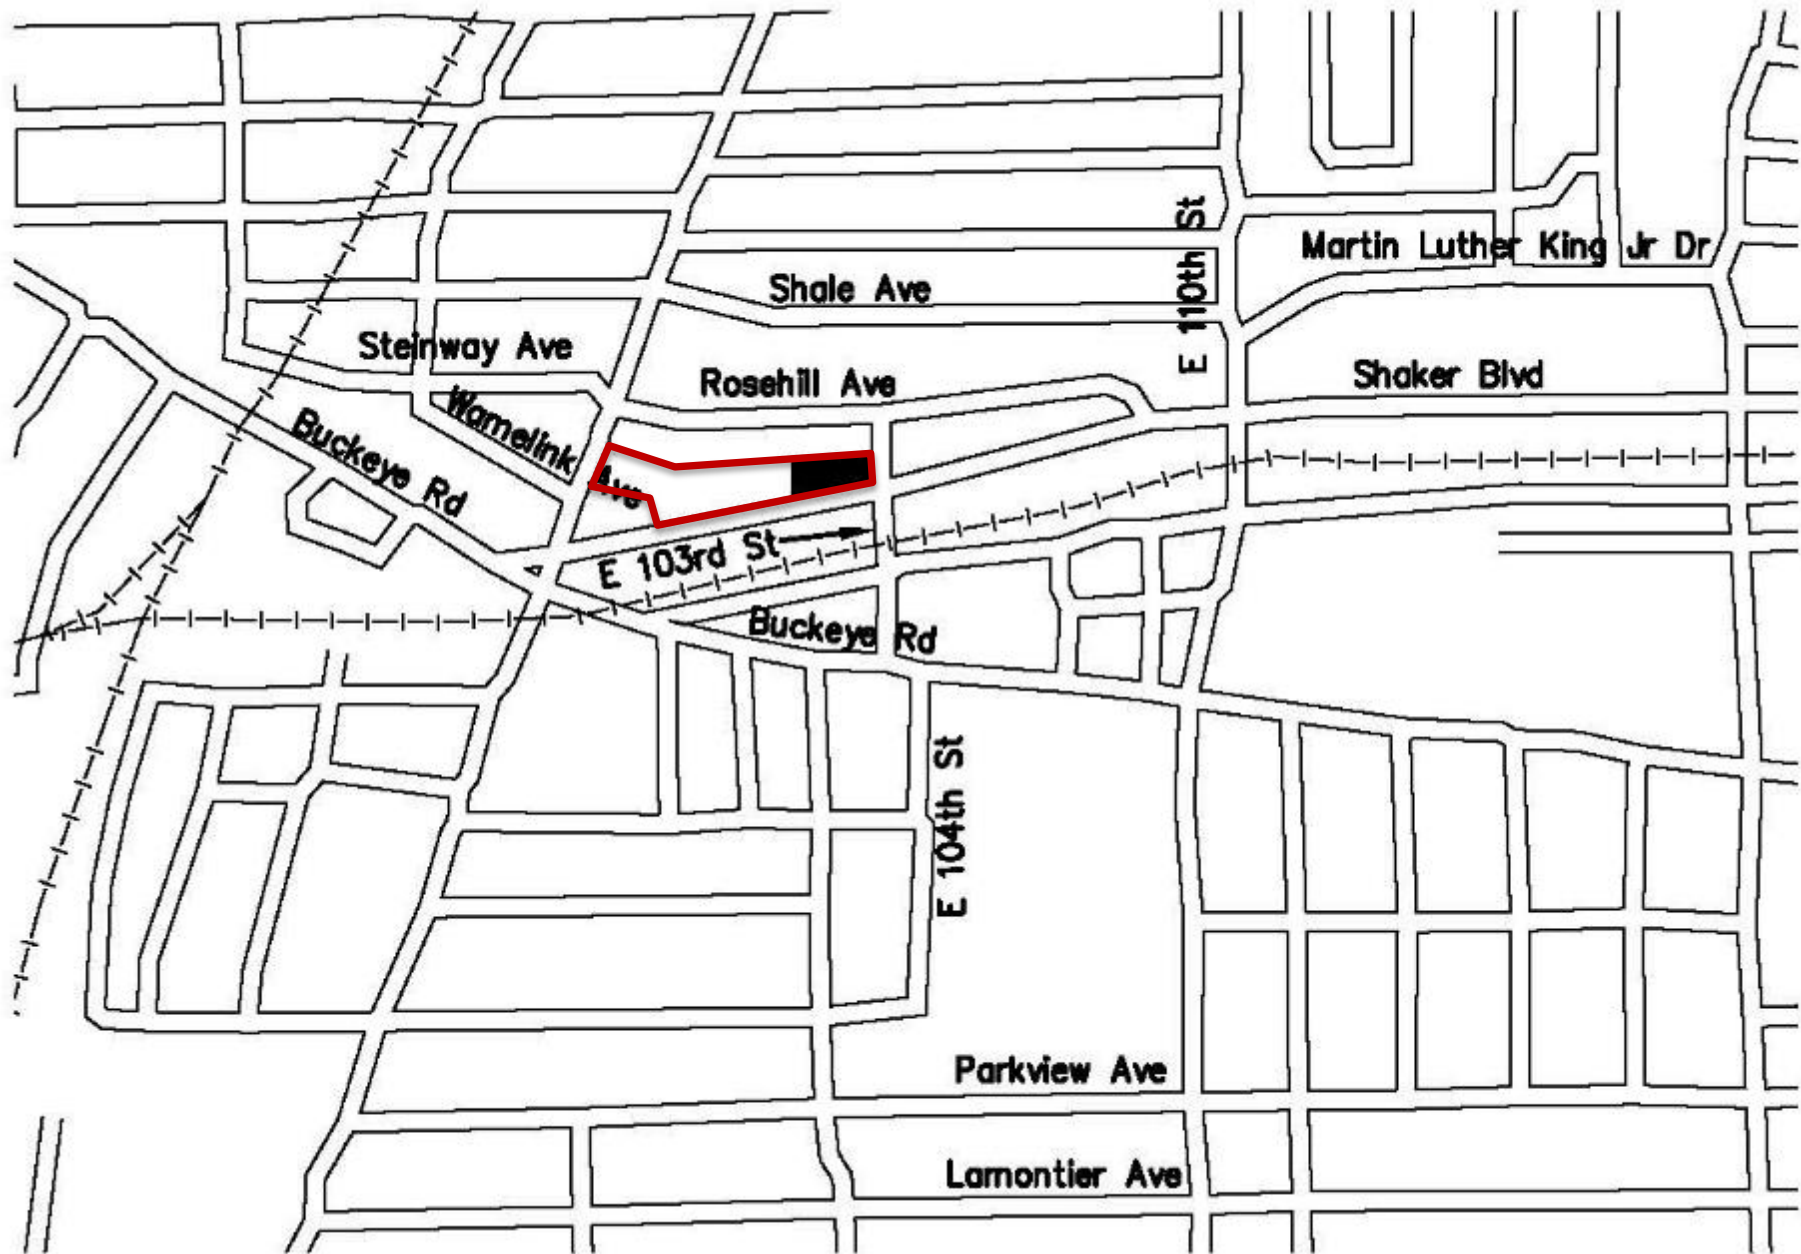 Martin Luther King Jr Dr
E 110th St
Shale Ave
Steinway Ave
Rosehill Ave
Shaker Blvd
Wamelink
Ave
Buckeye Rd
E 103rd St
Buckeye Rd
E 104th St
Parkview Ave
Lamontier Ave